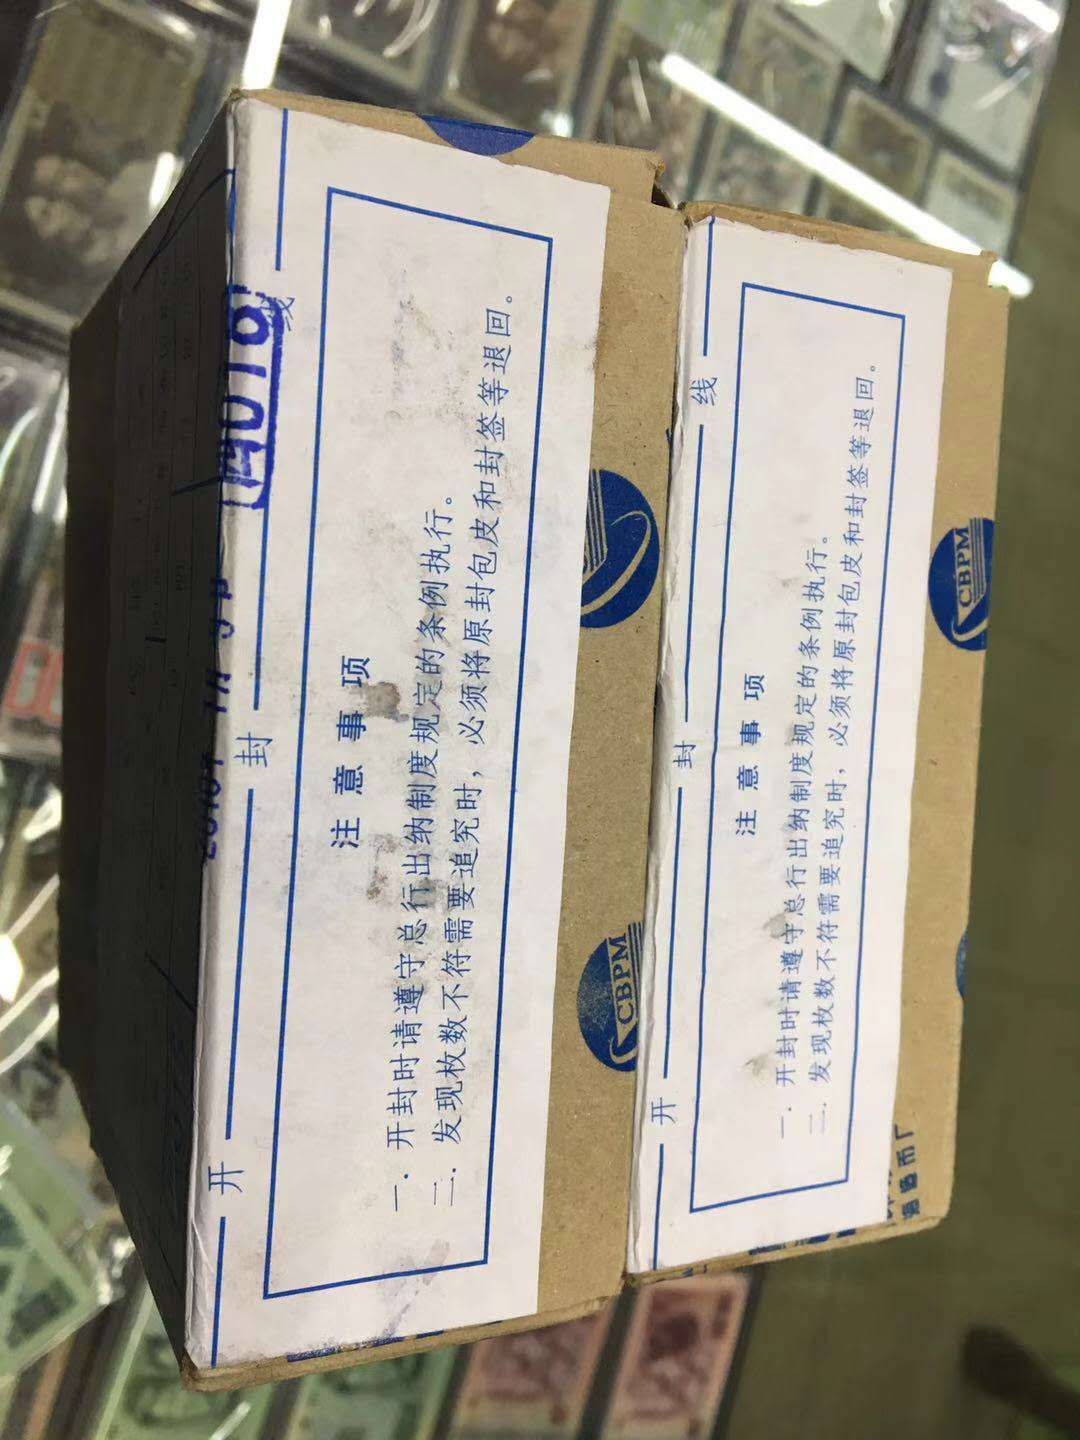 开 封 线
注意事项
一. 开封时请遵守总行出纳制度规定的条例执行。
二. 发现枚数不符需要追究时，必须将原封包皮和封签等退回。
CBPM
开 封 线
注意事项
一. 开封时请遵守总行出纳制度规定的条例执行。
二. 发现枚数不符需要追究时，必须将原封包皮和封签等退回。
CBPM
造币厂